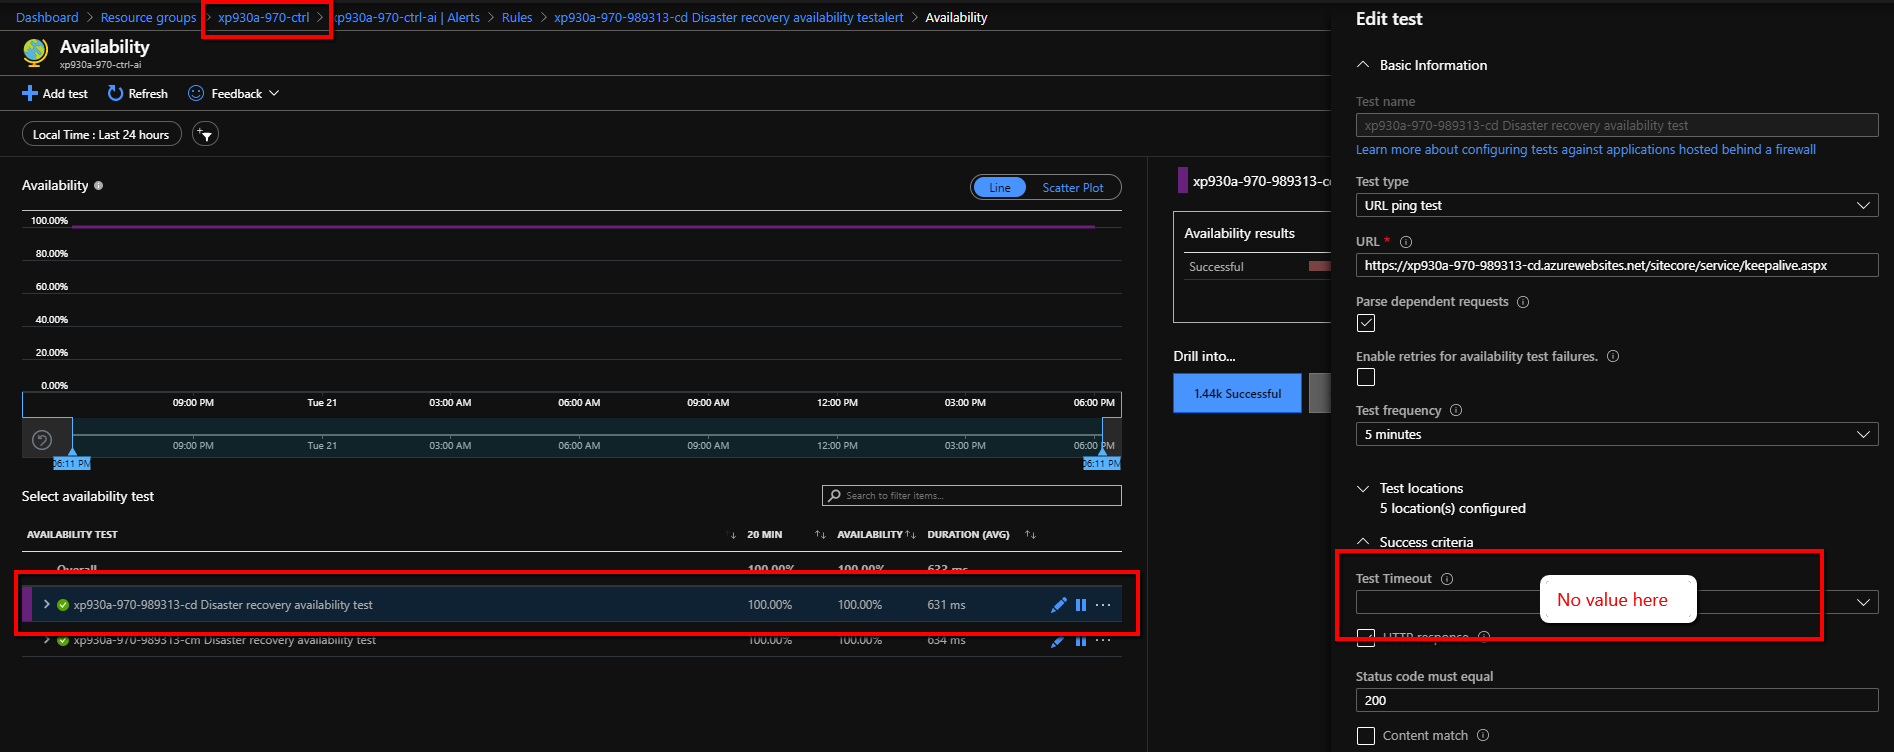 Dashboard > Resource groups > xp930a-970-ctrl > xp930a-970-ctrl-ai | Alerts > Rules > xp930a-970-989313-cd Disaster recovery availability testalert > Availability
Availability
xp930a-970-ctrl-ai
Add test Refresh Feedback
Local Time : Last 24 hours
Availability
Line Scatter Plot
100.00%
80.00%
60.00%
40.00%
20.00%
0.00%
09:00 PM Tue 21 03:00 AM 06:00 AM 09:00 AM 12:00 PM 03:00 PM 06:00 PM
09:00 PM Tue 21 03:00 AM 06:00 AM 09:00 AM 12:00 PM 03:00 PM 06:00 PM
06:11 PM 06:11 PM
Select availability test
Search to filter items...
AVAILABILITY TEST 20 MIN AVAILABILITY DURATION (AVG)
Overall 100.00% 100.00% 633 ms
xp930a-970-989313-cd Disaster recovery availability test 100.00% 100.00% 631 ms
xp930a-970-989313-cm Disaster recovery availability test 100.00% 100.00% 634 ms
xp930a-970-989313-cd
Availability results
Successful
Drill into...
1.44k Successful
Edit test
Basic Information
Test name
xp930a-970-989313-cd Disaster recovery availability test
Learn more about configuring tests against applications hosted behind a firewall
Test type
URL ping test
URL *
https://xp930a-970-989313-cd.azurewebsites.net/sitecore/service/keepalive.aspx
Parse dependent requests
Enable retries for availability test failures.
Test frequency
5 minutes
Test locations
5 location(s) configured
Success criteria
Test Timeout
No value here
HTTP response
Status code must equal
200
Content match